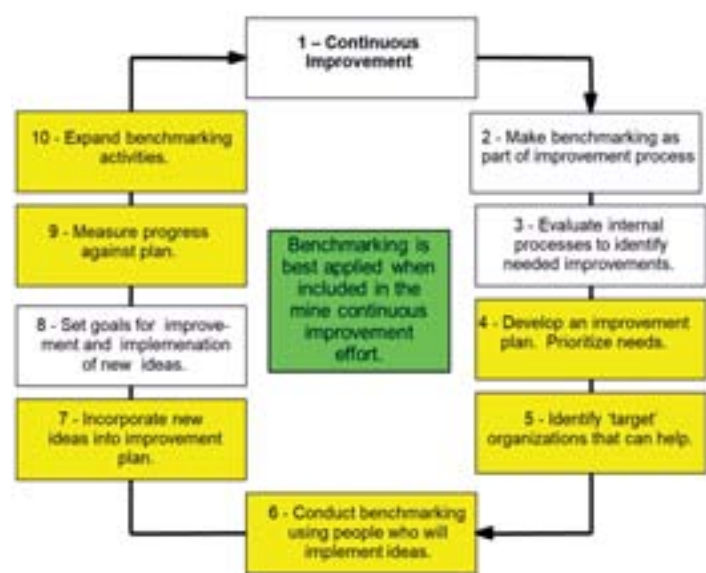 1 – Continuous
Improvement
2 - Make benchmarking as
part of improvement process
3 - Evaluate internal
processes to identify
needed improvements.
4 - Develop an improvement
plan. Prioritize needs.
5 - Identify 'target'
organizations that can help.
6 - Conduct benchmarking
using people who will
implement ideas.
7 - Incorporate new
ideas into improvement
plan.
8 - Set goals for improve-
ment and implemenation
of new ideas.
9 - Measure progress
against plan.
10 - Expand benchmarking
activities.
Benchmarking is
best applied when
included in the
mine continuous
improvement
effort.